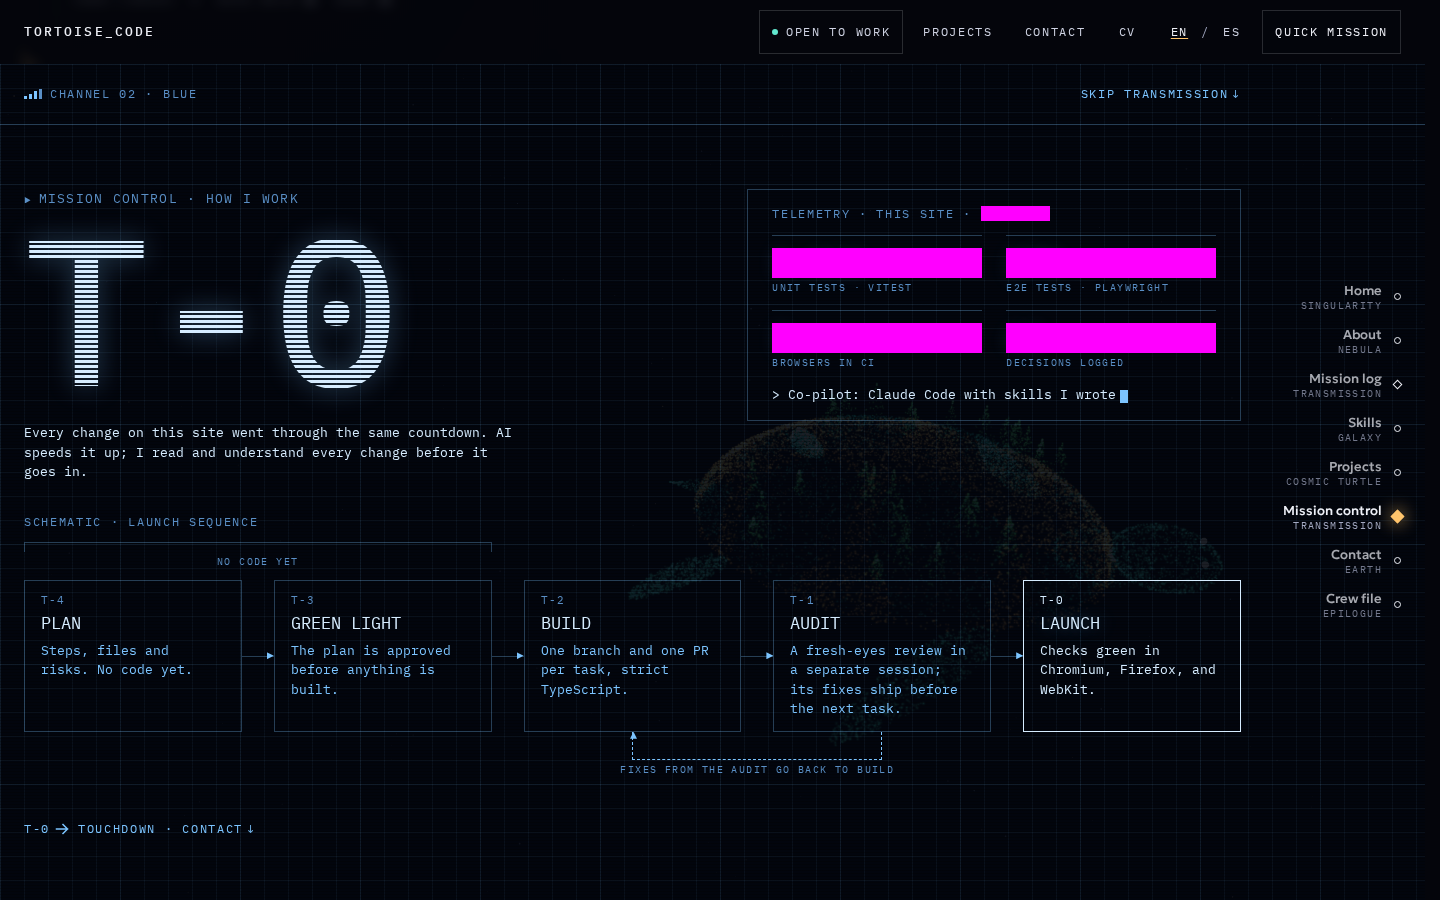 TORTOISE_CODE
OPEN TO WORK
PROJECTS
CONTACT
CV
EN / ES
QUICK MISSION
CHANNEL 02 · BLUE
SKIP TRANSMISSION ↓
▶ MISSION CONTROL · HOW I WORK
T-0
Every change on this site went through the same countdown. AI
speeds it up; I read and understand every change before it
goes in.
TELEMETRY · THIS SITE ·
UNIT TESTS · VITEST
E2E TESTS · PLAYWRIGHT
BROWSERS IN CI
DECISIONS LOGGED
> Co-pilot: Claude Code with skills I wrote
Home
SINGULARITY
About
NEBULA
Mission log
TRANSMISSION
Skills
GALAXY
Projects
COSMIC TURTLE
Mission control
TRANSMISSION
Contact
EARTH
Crew file
EPILOGUE
SCHEMATIC · LAUNCH SEQUENCE
NO CODE YET
T-4
PLAN
Steps, files and
risks. No code yet.
T-3
GREEN LIGHT
The plan is approved
before anything is
built.
T-2
BUILD
One branch and one PR
per task, strict
TypeScript.
T-1
AUDIT
A fresh-eyes review in
a separate session;
its fixes ship before
the next task.
T-0
LAUNCH
Checks green in
Chromium, Firefox, and
WebKit.
FIXES FROM THE AUDIT GO BACK TO BUILD
T-0 → TOUCHDOWN · CONTACT ↓